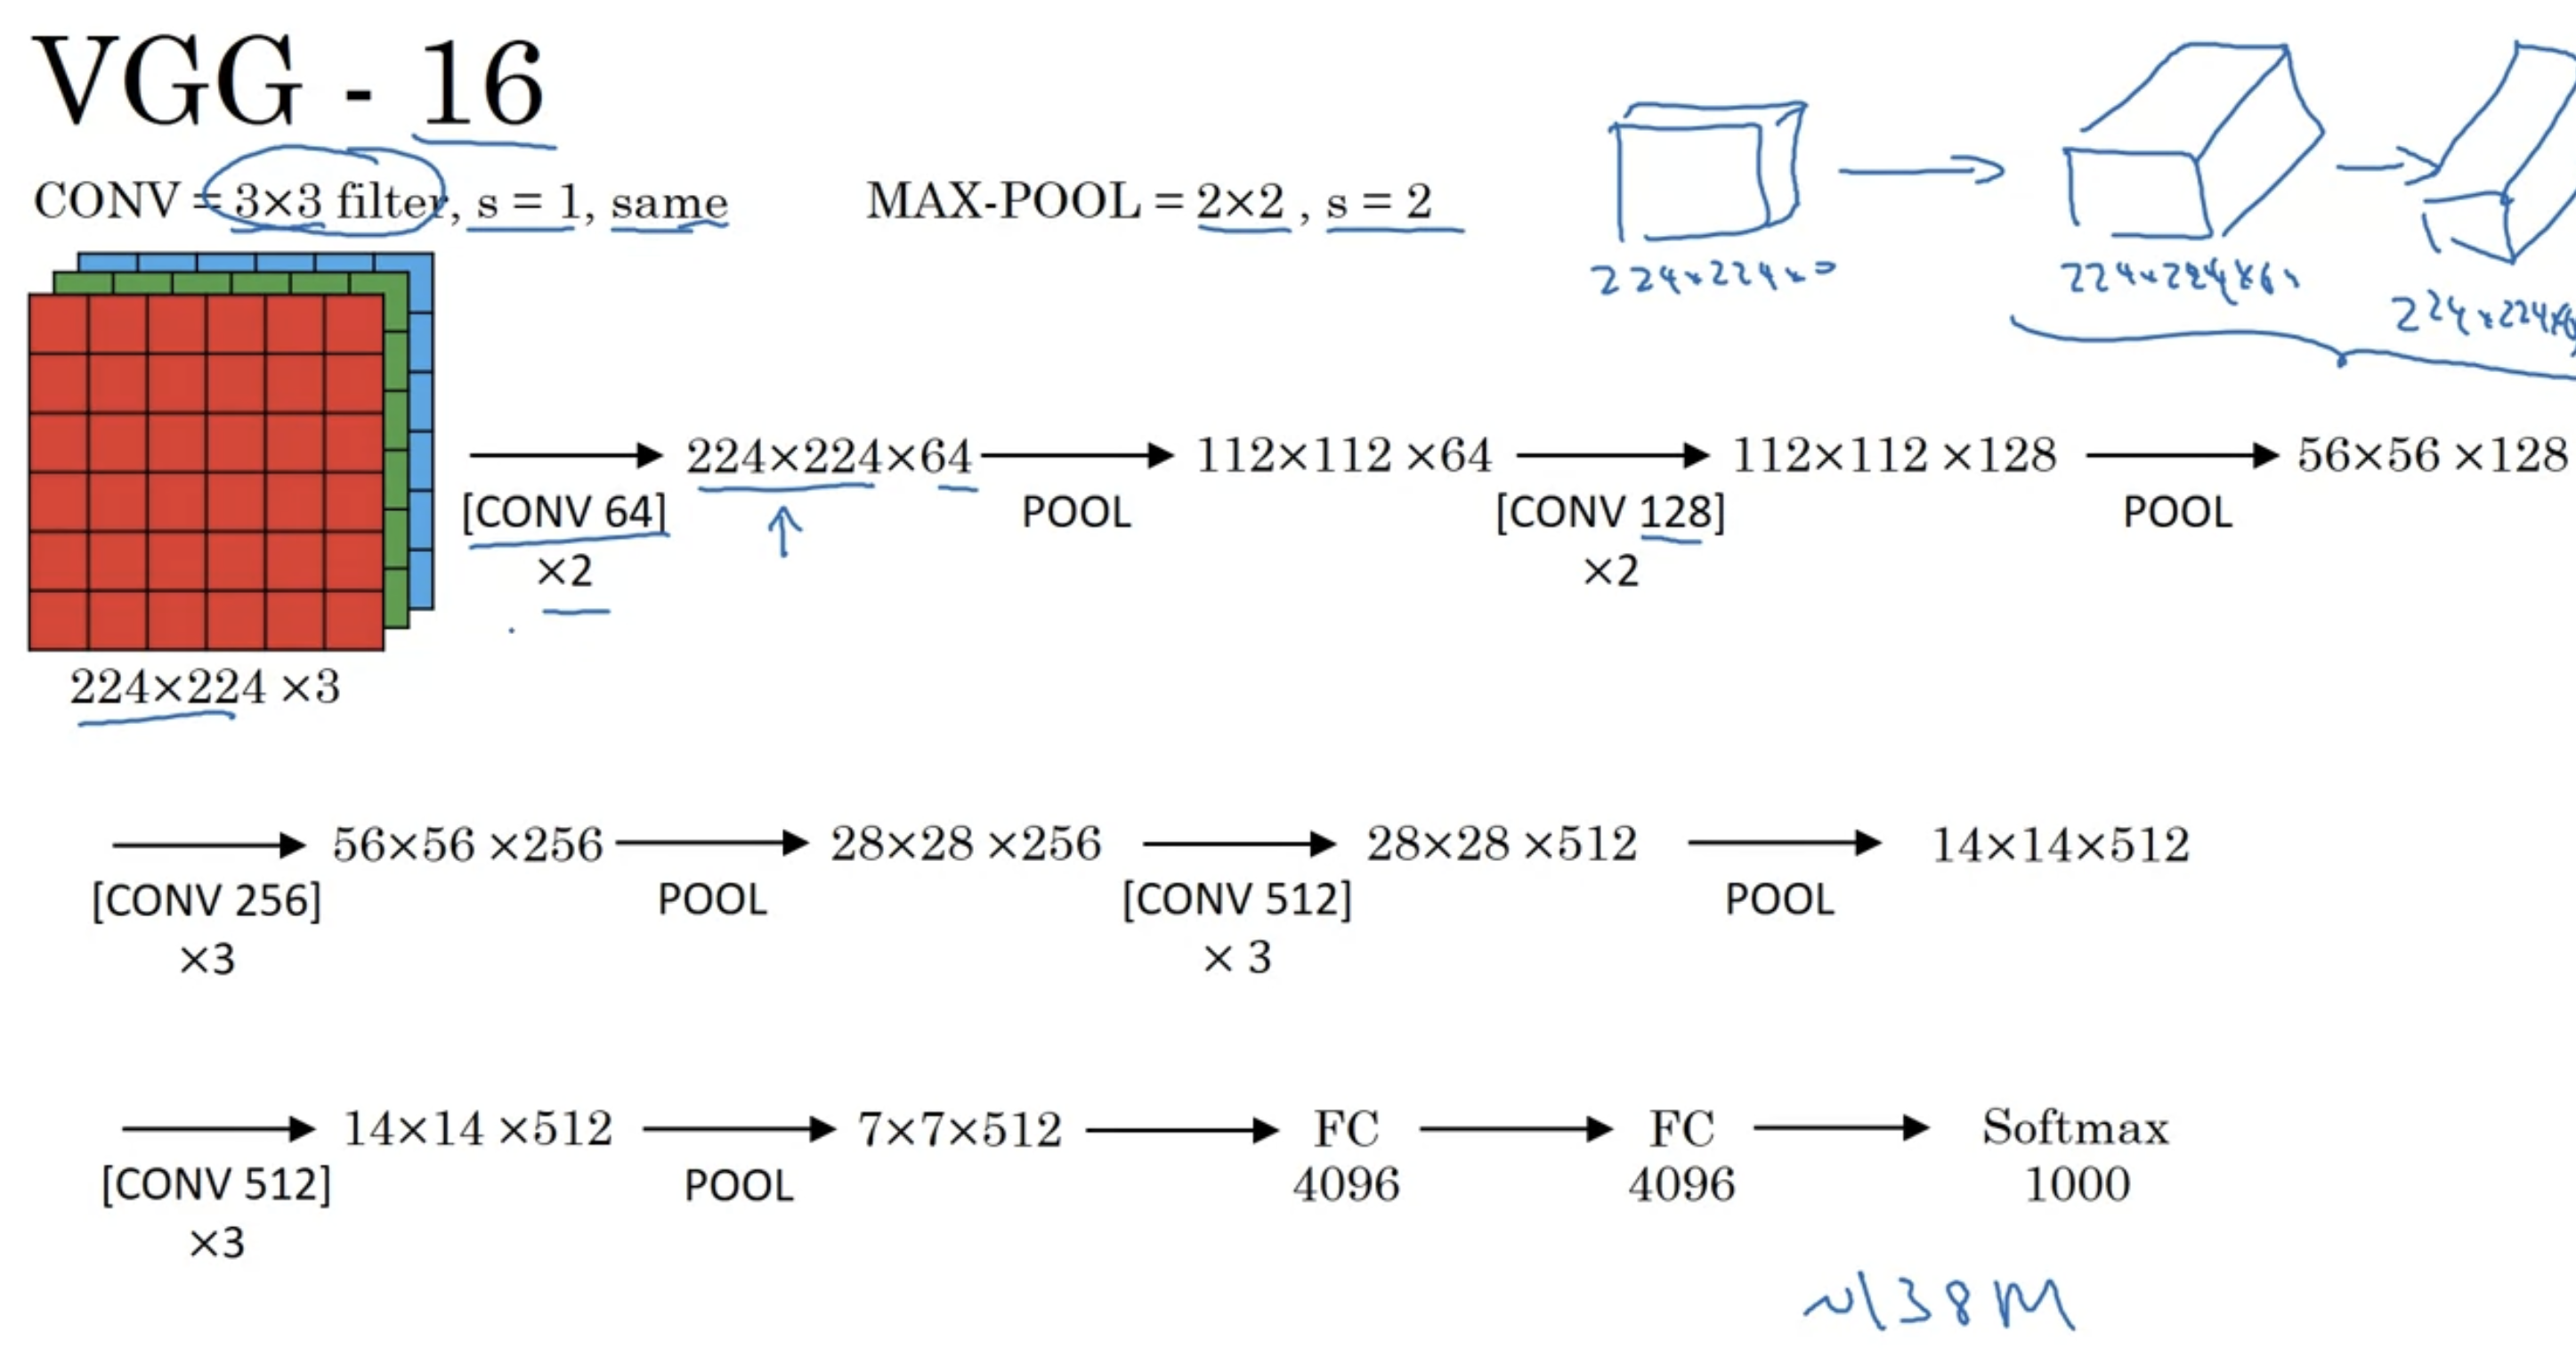 VGG - 16
CONV = 3×3 filter, s = 1, same
MAX-POOL = 2×2 , s = 2
224×224×
224×224×6
224×224×6
224×224 ×3
[CONV 64]
×2
224×224×64
POOL
112×112 ×64
[CONV 128]
×2
112×112 ×128
POOL
56×56 ×128
[CONV 256]
×3
56×56 ×256
POOL
28×28 ×256
[CONV 512]
× 3
28×28 ×512
POOL
14×14×512
[CONV 512]
×3
14×14 ×512
POOL
7×7×512
FC
4096
FC
4096
Softmax
1000
~138M